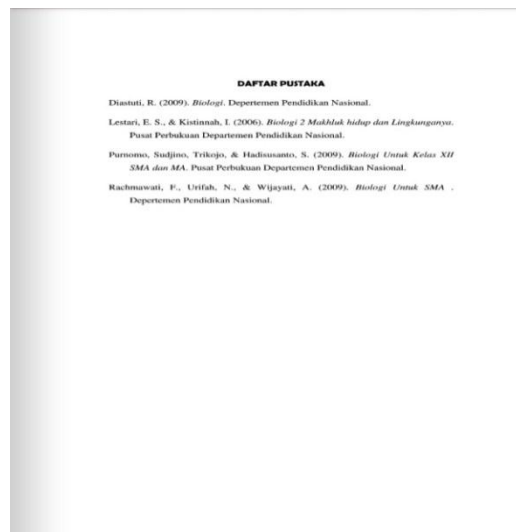 DAFTAR PUSTAKA
Diastuti, R. (2009). Biologi. Depertemen Pendidikan Nasional.
Lestari, E. S., & Kistinnah, I. (2006). Biologi 2 Makhluk hidup dan Lingkunganya.
Pusat Perbukuan Departemen Pendidikan Nasional.
Purnomo, Sudjino, Trikojo, & Hadisusanto, S. (2009). Biologi Untuk Kelas XII
SMA dan MA. Pusat Perbukuan Departemen Pendidikan Nasional.
Rachmawati, F., Urifah, N., & Wijayati, A. (2009). Biologi Untuk SMA .
Depertemen Pendidikan Nasional.